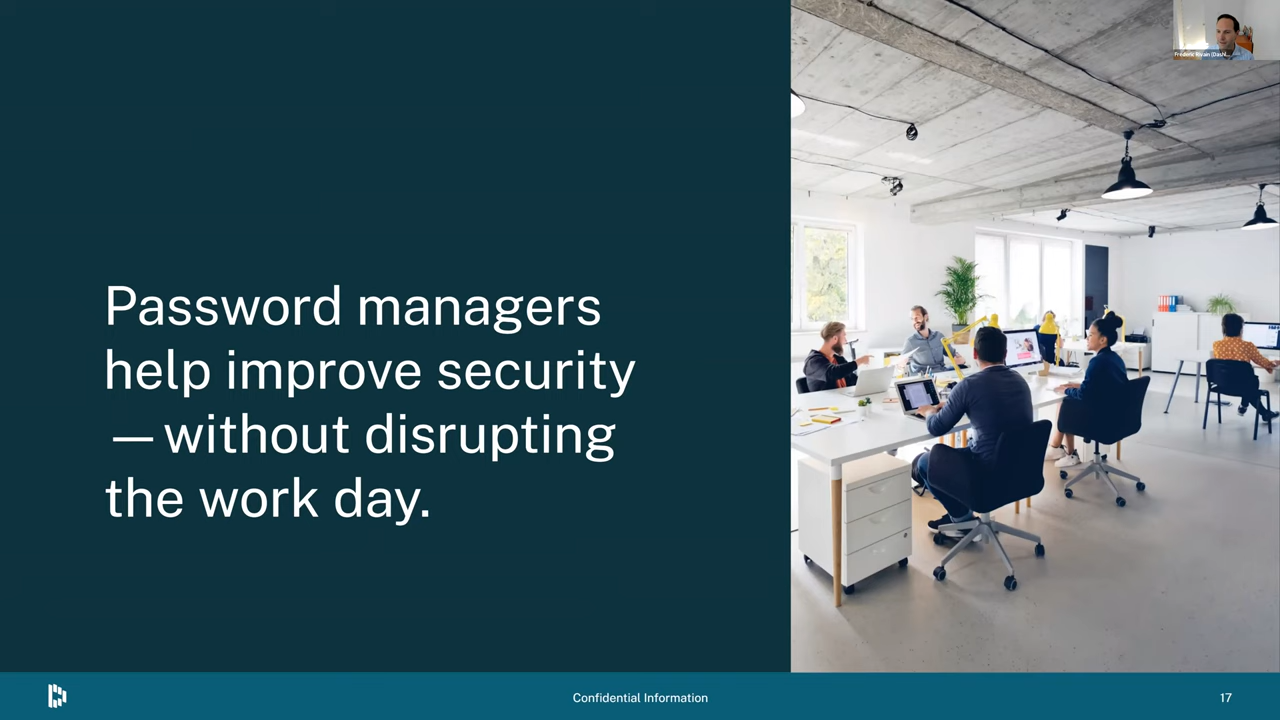 Password managers
help improve security
— without disrupting
the work day.
Confidential Information
17